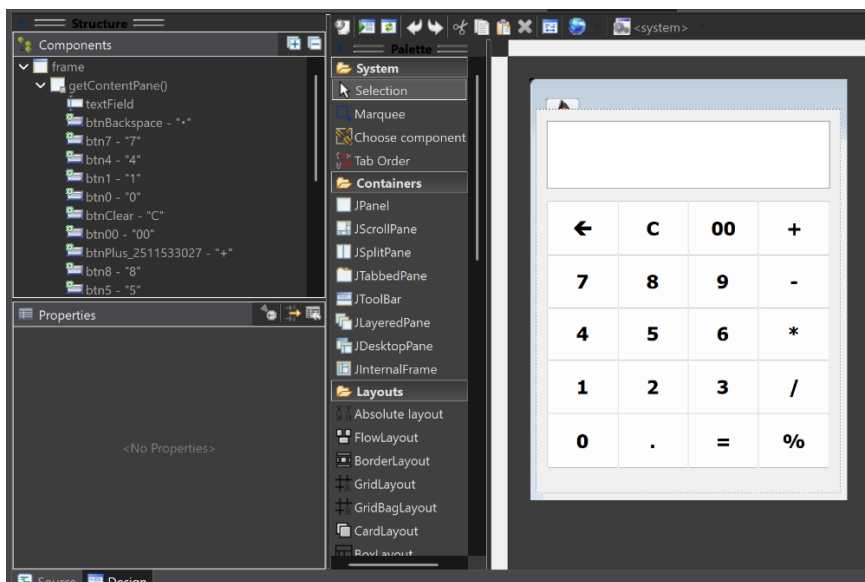 Structure
Components
frame
getContentPane()
textField
btnBackspace - "•"
btn7 - "7"
btn4 - "4"
btn1 - "1"
btn0 - "0"
btnClear - "C"
btn00 - "00"
btnPlus_2511533027 - "+"
btn8 - "8"
btn5 - "5"
Properties
<No Properties>
Source Design
<system>
Palette
System
Selection
Marquee
Choose component
Tab Order
Containers
JPanel
JScrollPane
JSplitPane
JTabbedPane
JToolBar
JLayeredPane
JDesktopPane
JInternalFrame
Layouts
Absolute layout
FlowLayout
BorderLayout
GridLayout
GridBagLayout
CardLayout
BoxLayout
← C 00 +
7 8 9 -
4 5 6 *
1 2 3 /
0 . = %